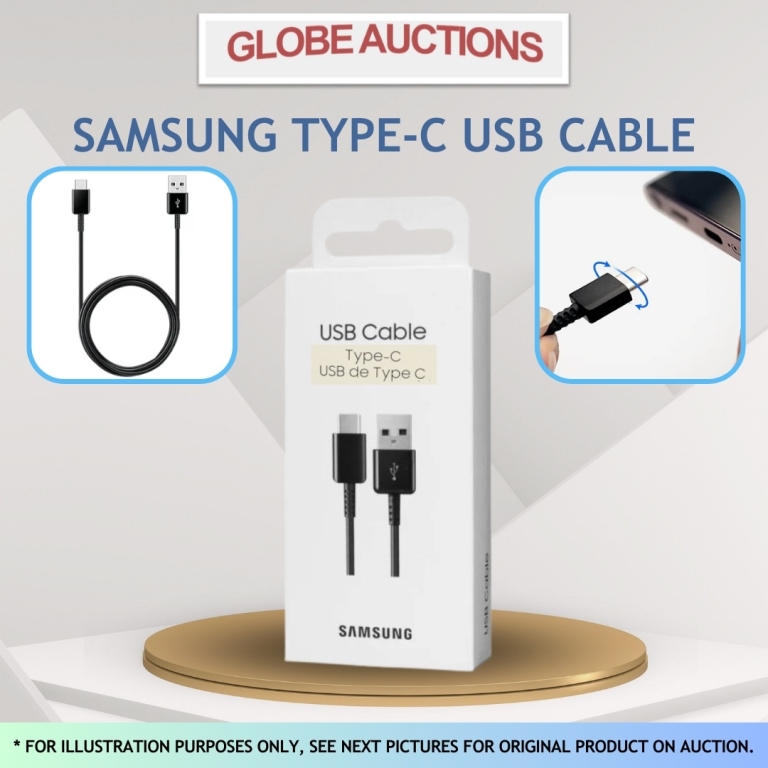 GLOBE AUCTIONS
SAMSUNG TYPE-C USB CABLE
USB Cable
Type-C
USB de Type C
SAMSUNG
USB Cable
* FOR ILLUSTRATION PURPOSES ONLY, SEE NEXT PICTURES FOR ORIGINAL PRODUCT ON AUCTION.